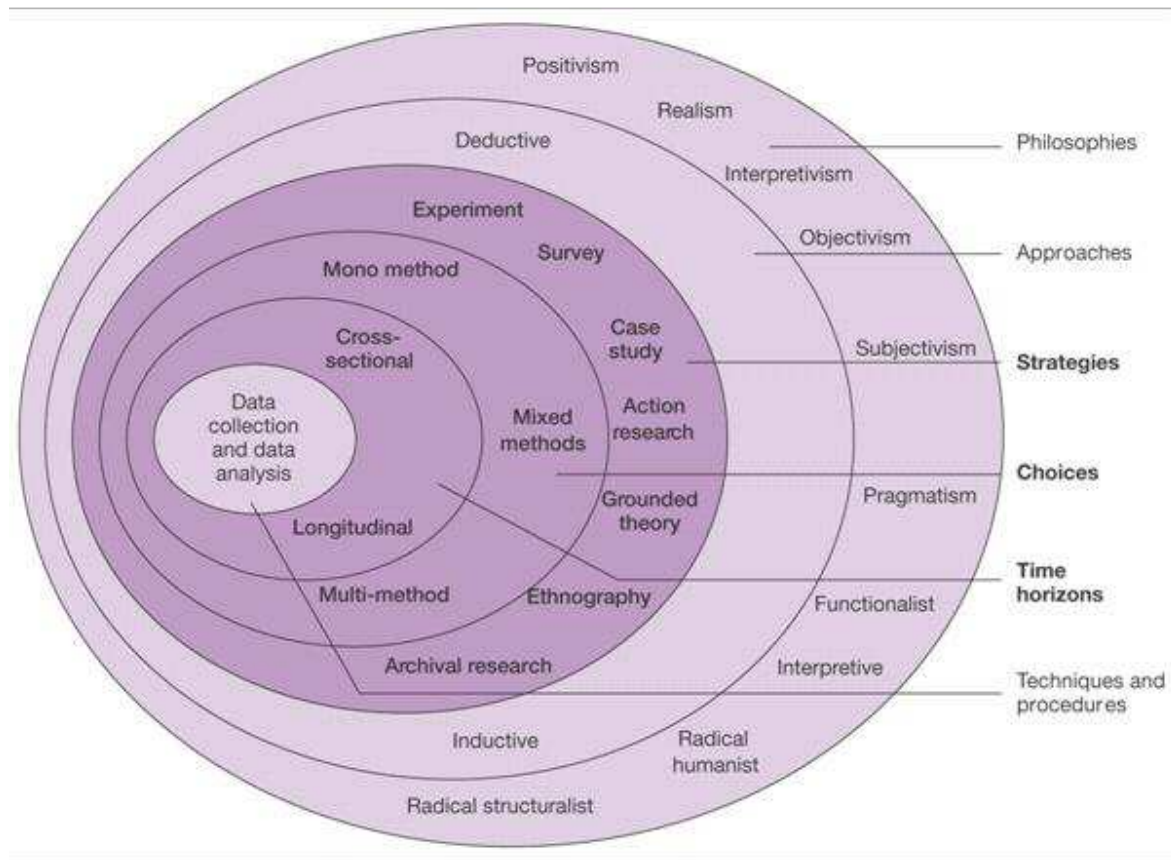 Positivism
Realism
Philosophies
Deductive
Interpretivism
Experiment
Objectivism
Survey
Approaches
Mono method
Cross-
sectional
Case
study
Subjectivism
Strategies
Data
collection
and data
analysis
Mixed
methods
Action
research
Choices
Longitudinal
Grounded
theory
Pragmatism
Multi-method
Ethnography
Time
horizons
Functionalist
Archival research
Interpretive
Techniques and
procedures
Inductive
Radical
humanist
Radical structuralist